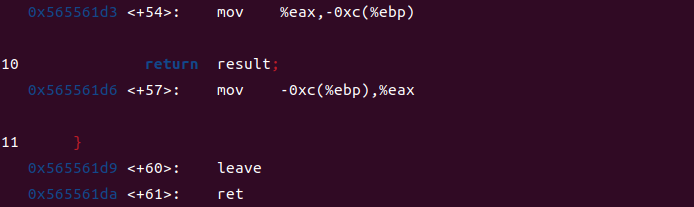 0x565561d3 <+54>: mov %eax,-0xc(%ebp)
10 return result;
0x565561d6 <+57>: mov -0xc(%ebp),%eax
11 }
0x565561d9 <+60>: leave
0x565561da <+61>: ret